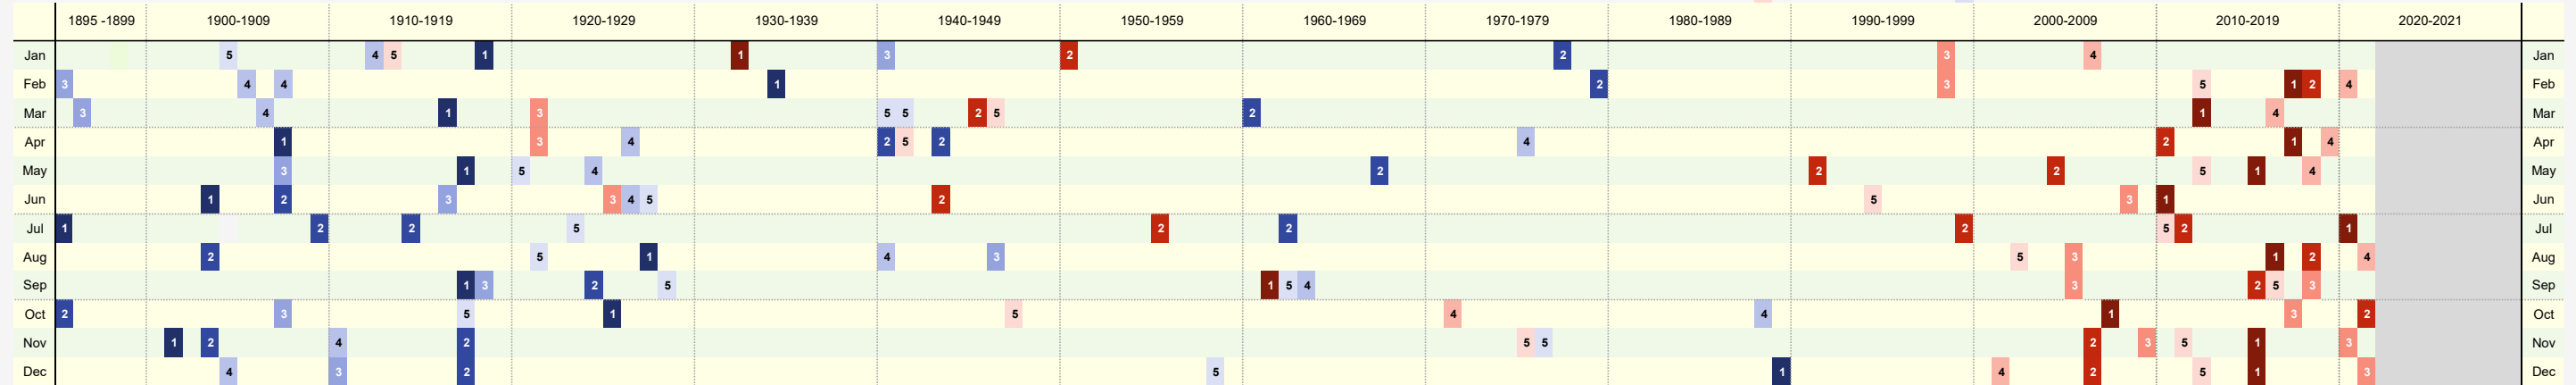 1895 -1899 1900-1909 1910-1919 1920-1929 1930-1939 1940-1949 1950-1959 1960-1969 1970-1979 1980-1989 1990-1999 2000-2009 2010-2019 2020-2021
Jan 5 4 5 1 1 3 2 2 3 4 Jan
Feb 3 4 4 1 2 3 5 1 2 4 Feb
Mar 3 4 1 3 5 5 2 5 2 1 4 Mar
Apr 1 3 4 2 5 2 4 2 1 4 Apr
May 3 1 5 4 2 2 2 5 1 4 May
Jun 1 2 3 3 4 5 2 5 3 1 Jun
Jul 1 2 2 5 2 2 2 5 2 1 Jul
Aug 2 5 1 4 3 5 3 1 2 4 Aug
Sep 1 3 2 5 1 5 4 3 2 5 3 Sep
Oct 2 3 5 1 5 4 4 1 3 2 Oct
Nov 1 2 4 2 5 5 2 3 5 1 3 Nov
Dec 4 3 2 5 1 4 2 5 1 3 Dec